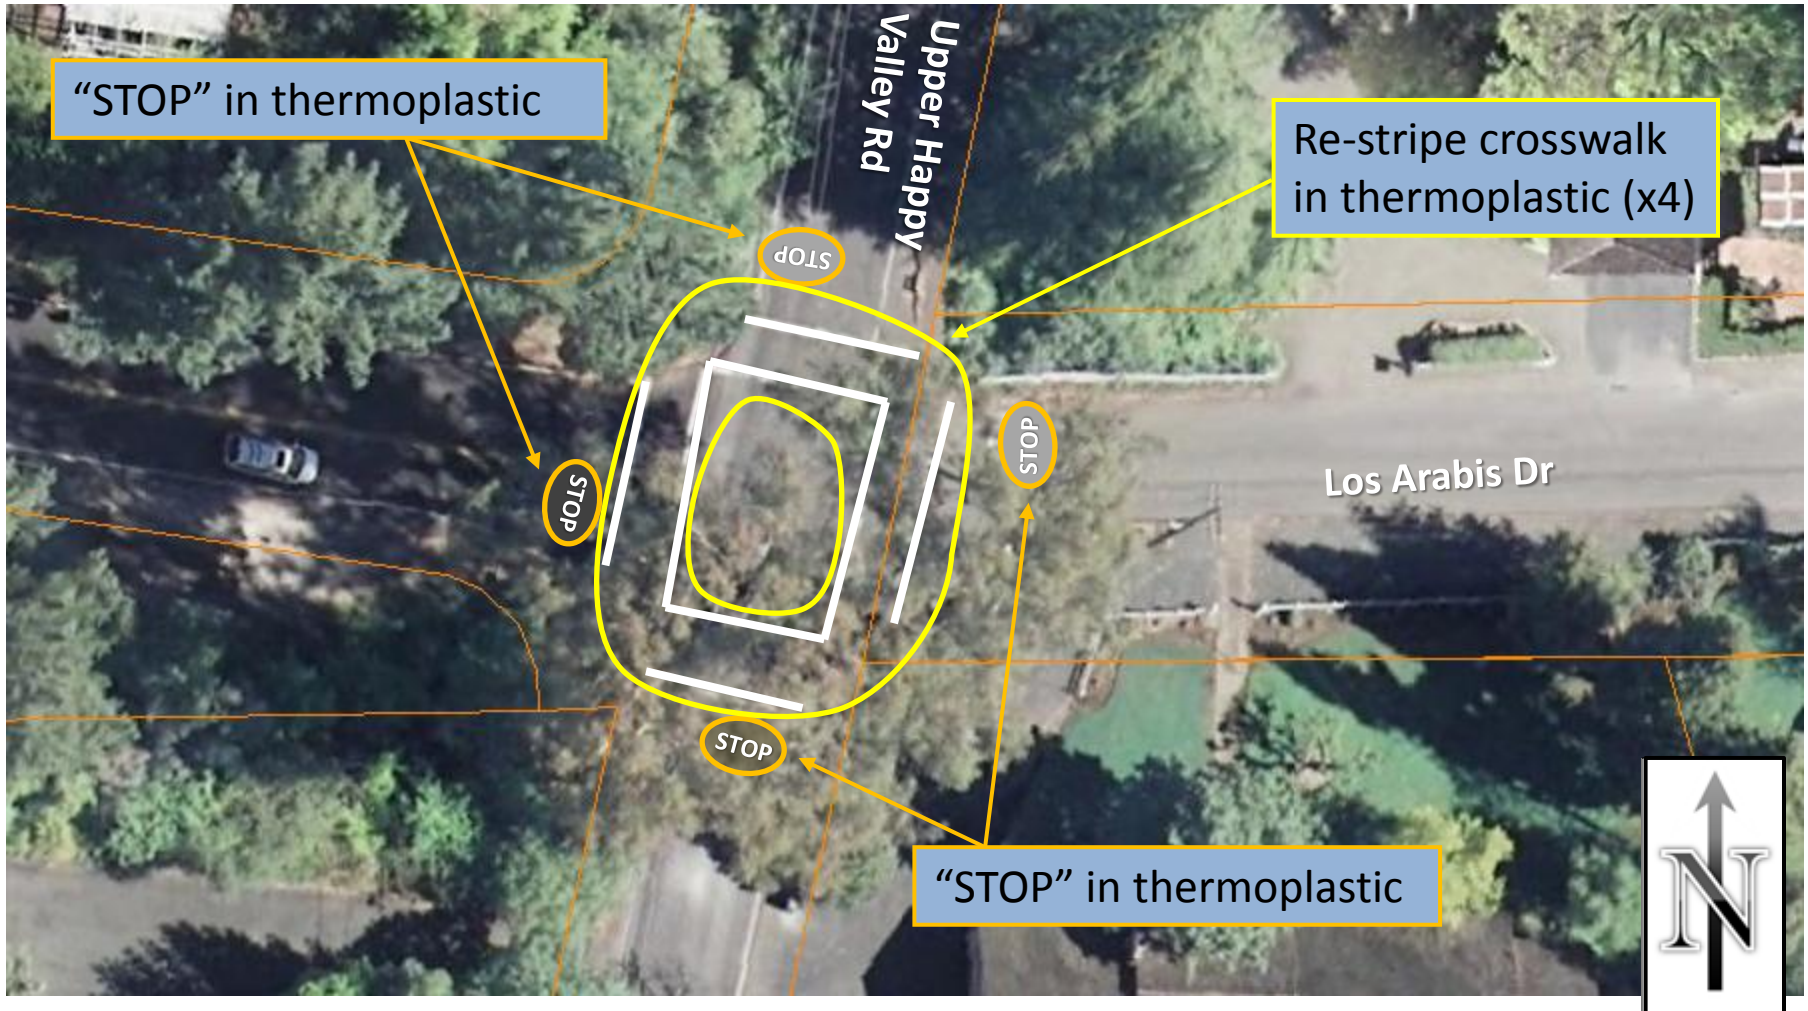 “STOP” in thermoplastic
Upper Happy
Valley Rd
Re-stripe crosswalk
in thermoplastic (x4)
STOP
STOP
STOP
Los Arabis Dr
STOP
“STOP” in thermoplastic
N